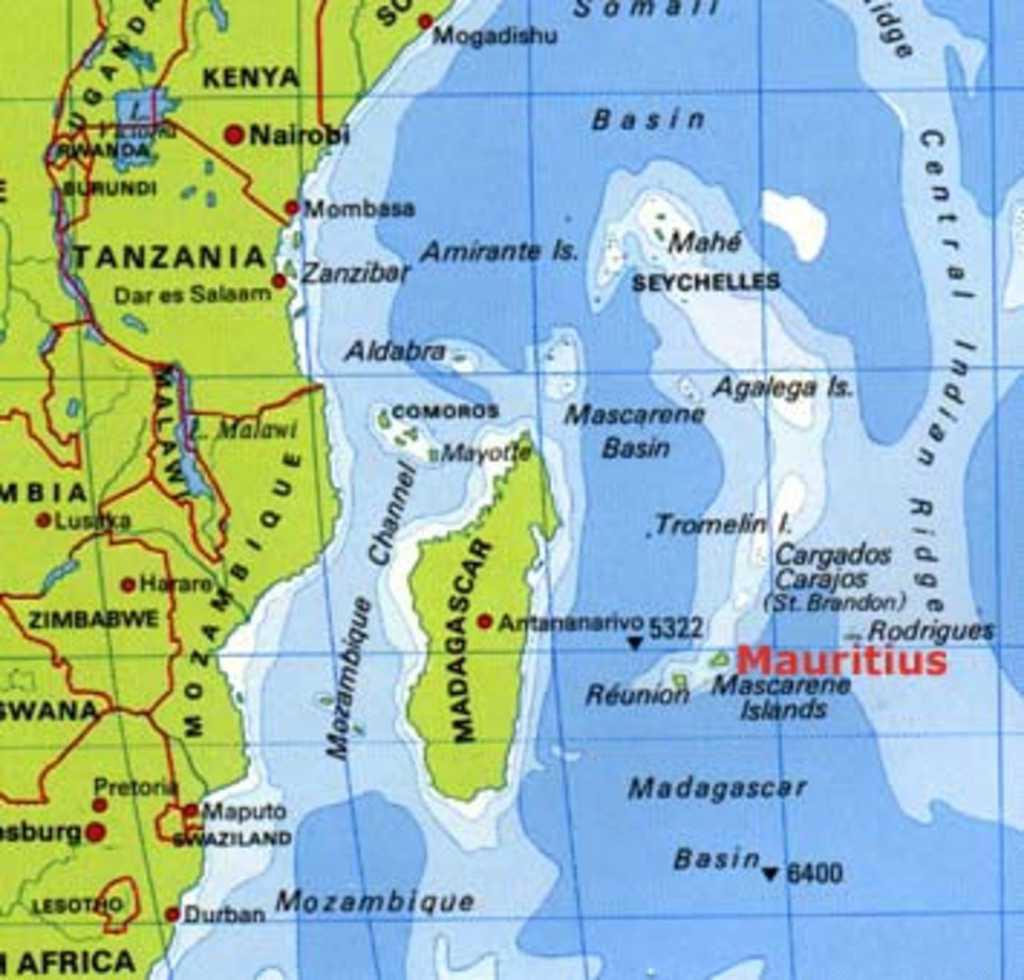 Somali
Ridge
UGANDA
SO
Mogadishu
KENYA
L.
Victoria
Nairobi
Basin
RWANDA
BURUNDI
Mombasa
Central Indian Ridge
TANZANIA
Amirante Is.
Mahé
Zanzibar
SEYCHELLES
Dar es Salaam
Aldabra
Agalega Is.
COMOROS
Mascarene
Basin
MALAWI
L. Malawi
Mayotte
MBIA
Lusaka
MOZAMBIQUE
Mozambique Channel
Tromelin I.
Cargados
Carajos
(St. Brandon)
Harare
ZIMBABWE
MADAGASCAR
Antananarivo
5322
Rodrigues
Mauritius
Réunion
Mascarene
Islands
SWANA
Pretoria
Madagascar
Maputo
esburg
SWAZILAND
Basin
6400
LESOTHO
Durban
Mozambique
H AFRICA